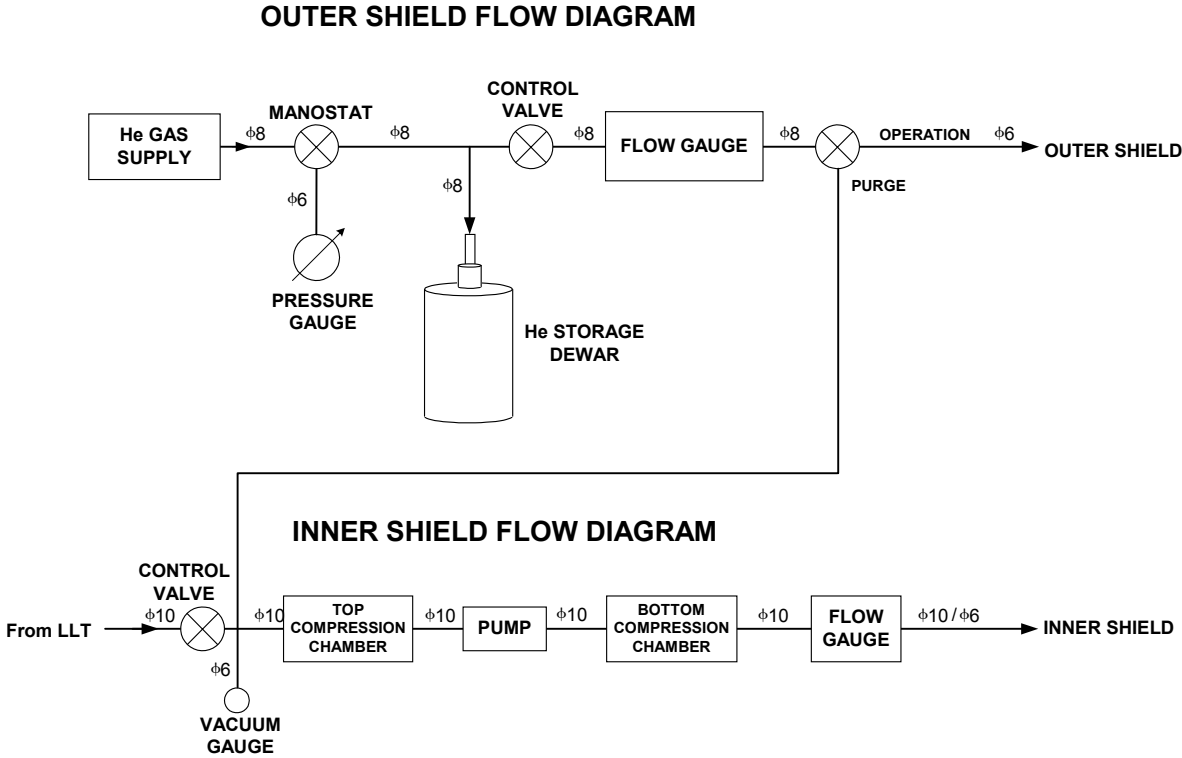 OUTER SHIELD FLOW DIAGRAM
He GAS
SUPPLY
ϕ8
MANOSTAT
ϕ8
CONTROL
VALVE
ϕ8
FLOW GAUGE
ϕ8
OPERATION
ϕ6
OUTER SHIELD
PURGE
ϕ6
ϕ8
PRESSURE
GAUGE
He STORAGE
DEWAR
INNER SHIELD FLOW DIAGRAM
CONTROL
VALVE
From LLT
ϕ10
ϕ10
TOP
COMPRESSION
CHAMBER
ϕ10
PUMP
ϕ10
BOTTOM
COMPRESSION
CHAMBER
ϕ10
FLOW
GAUGE
ϕ10 / ϕ6
INNER SHIELD
ϕ6
VACUUM
GAUGE